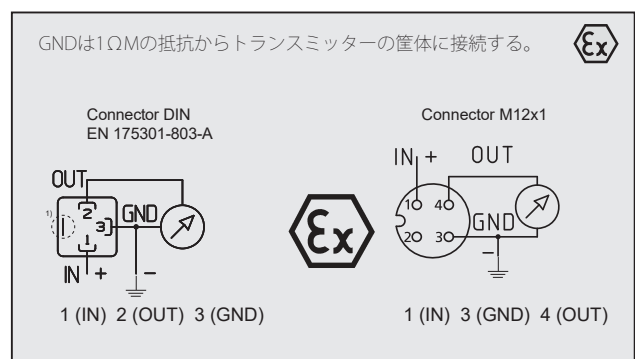 GNDは1ΩMの抵抗からトランスミッターの筐体に接続する。
Ex
Connector DIN
EN 175301-803-A
OUT
1)
2
3
1
GND
IN +
−
1 (IN) 2 (OUT) 3 (GND)
Ex
Connector M12x1
IN +
OUT
1
4
2
3
GND
−
1 (IN) 3 (GND) 4 (OUT)